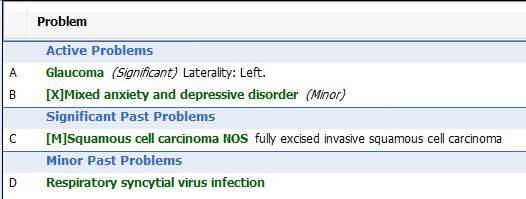 Problem
Active Problems
A Glaucoma (Significant) Laterality: Left.
B [X]Mixed anxiety and depressive disorder (Minor)
Significant Past Problems
C [M]Squamous cell carcinoma NOS fully excised invasive squamous cell carcinoma
Minor Past Problems
D Respiratory syncytial virus infection